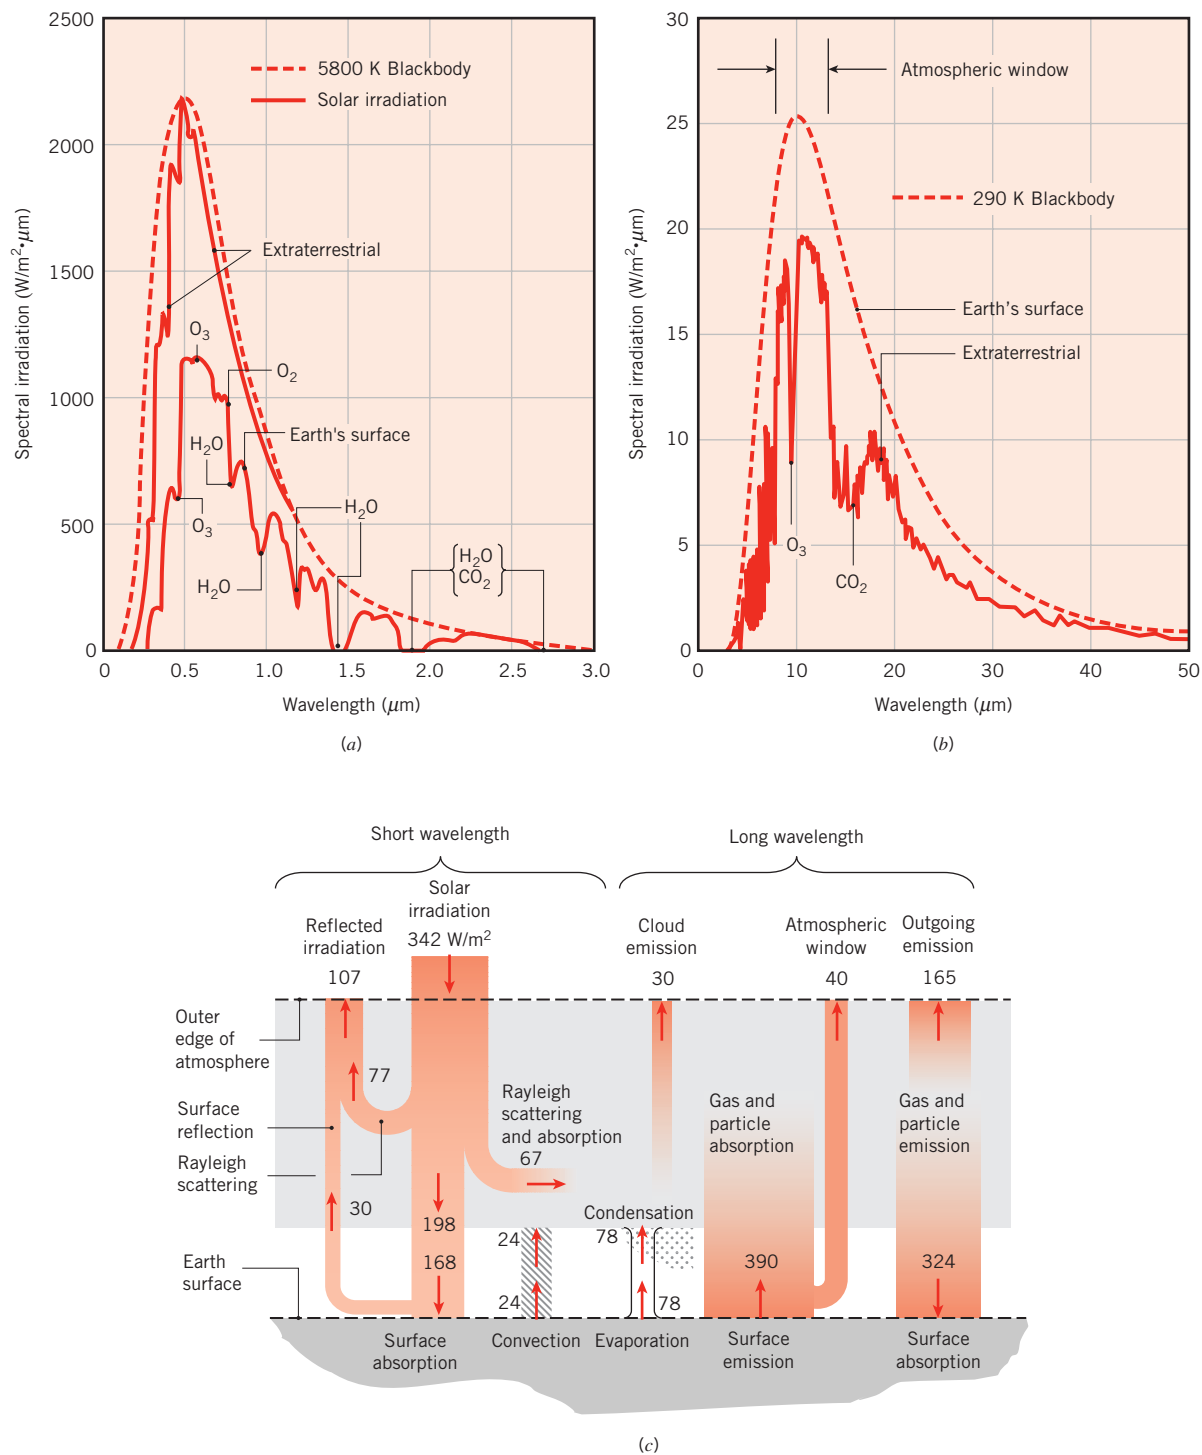 2500
2000
1500
1000
500
0
Spectral irradiation (W/m²•μm)
5800 K Blackbody
Solar irradiation
Extraterrestrial
O₃
O₂
H₂O
Earth's surface
O₃
H₂O
H₂O
H₂O
CO₂
0
0.5
1.0
1.5
2.0
2.5
3.0
Wavelength (μm)
(a)
30
25
20
15
10
5
0
Spectral irradiation (W/m²•μm)
Atmospheric window
290 K Blackbody
Earth's surface
Extraterrestrial
O₃
CO₂
0
10
20
30
40
50
Wavelength (μm)
(b)
Short wavelength
Long wavelength
Solar
irradiation
342 W/m²
Reflected
irradiation
107
Cloud
emission
30
Atmospheric
window
40
Outgoing
emission
165
Outer
edge of
atmosphere
77
Surface
reflection
Rayleigh
scattering
30
Rayleigh
scattering
and absorption
67
Gas and
particle
absorption
Gas and
particle
emission
198
168
Condensation
24
78
24
78
390
324
Earth
surface
Surface
absorption
Convection
Evaporation
Surface
emission
Surface
absorption
(c)